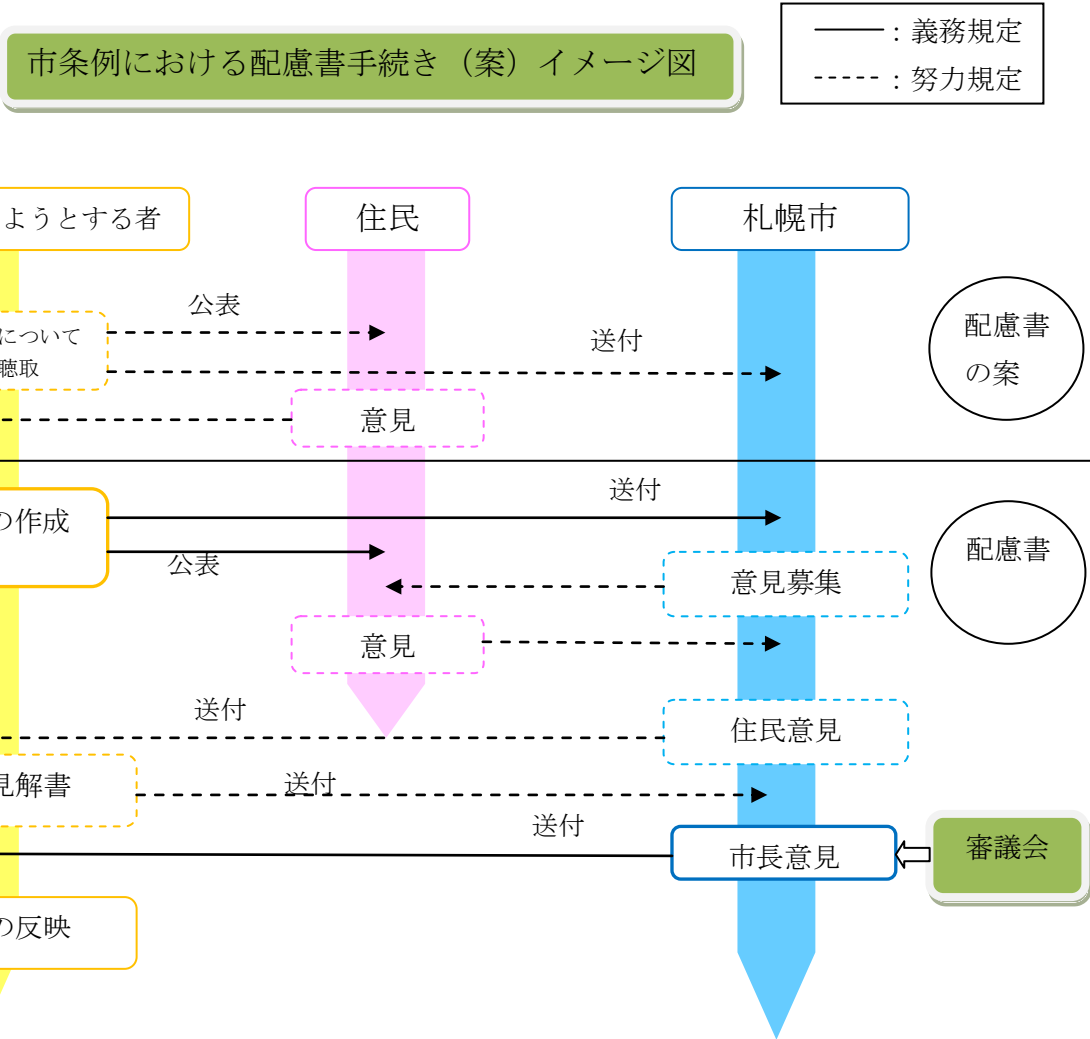 市条例における配慮書手続き（案）イメージ図
：義務規定
：努力規定
ようとする者
住民
札幌市
公表
送付
について
聴取
配慮書
の案
意見
送付
の作成
公表
配慮書
意見募集
意見
送付
住民意見
見解書
送付
送付
市長意見
審議会
の反映